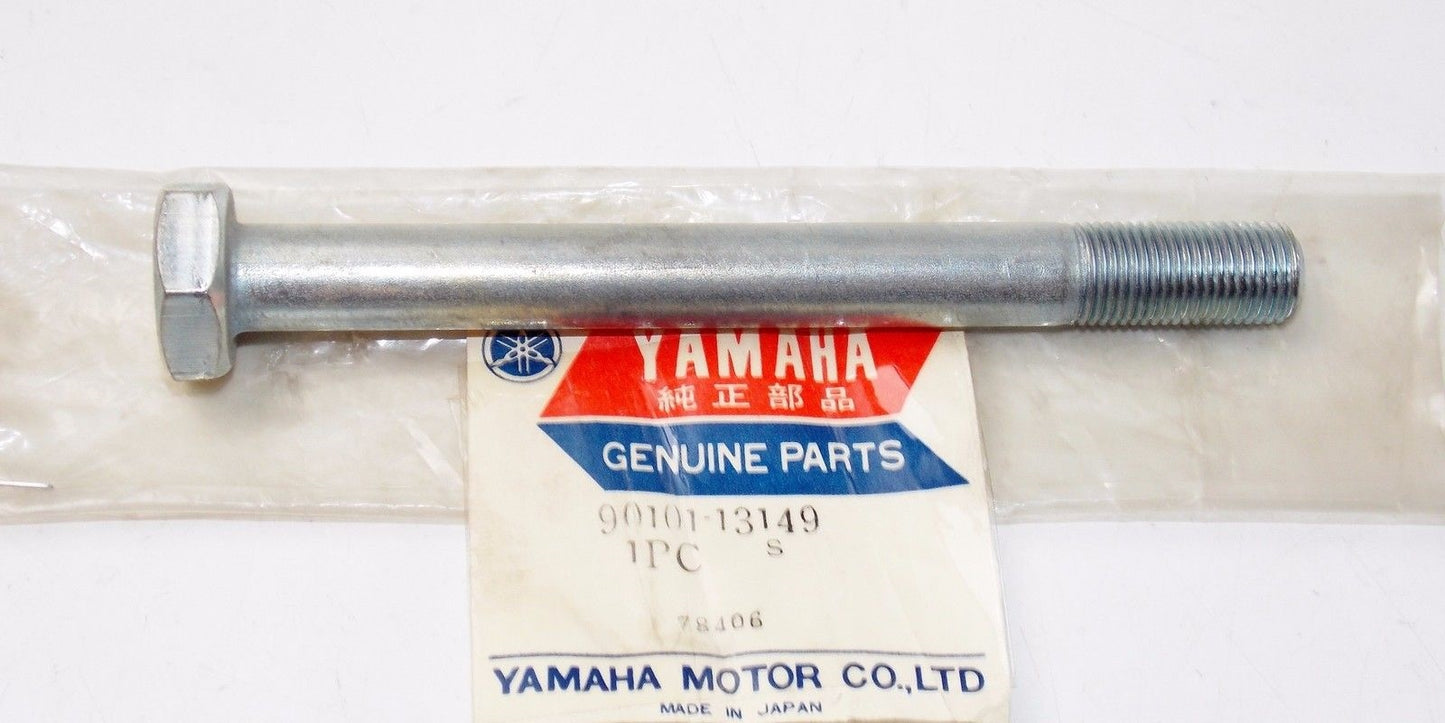 YAMAHA
純正部品
GENUINE PARTS
90101-13149
1PC S
78406
YAMAHA MOTOR CO.,LTD
MADE IN JAPAN